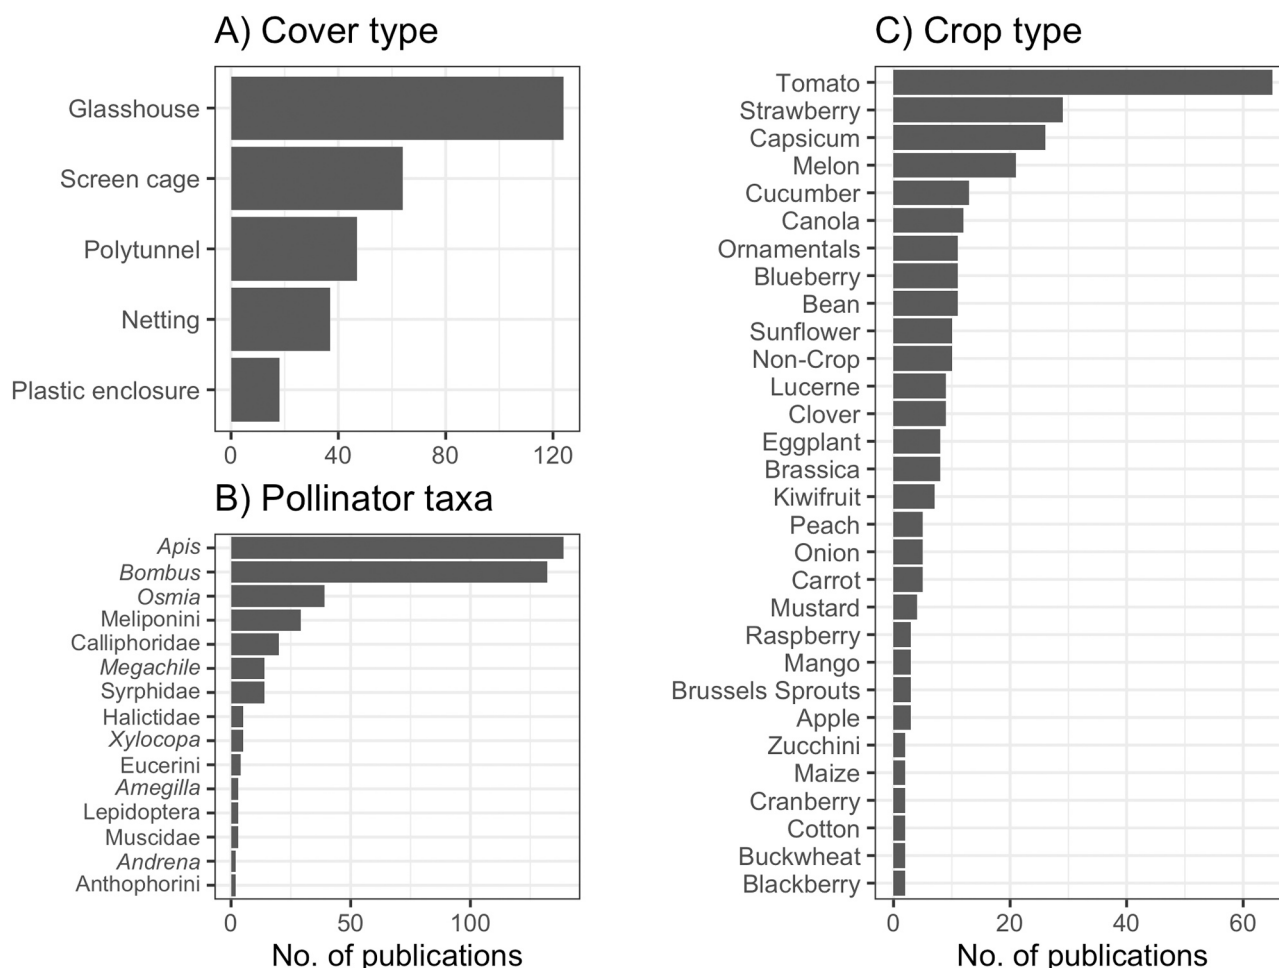 A) Cover type
Glasshouse
Screen cage
Polytunnel
Netting
Plastic enclosure
0 40 80 120
B) Pollinator taxa
Apis
Bombus
Osmia
Meliponini
Calliphoridae
Megachile
Syrphidae
Halictidae
Xylocopa
Eucerini
Amegilla
Lepidoptera
Muscidae
Andrena
Anthophorini
0 50 100
No. of publications
C) Crop type
Tomato
Strawberry
Capsicum
Melon
Cucumber
Canola
Ornamentals
Blueberry
Bean
Sunflower
Non-Crop
Lucerne
Clover
Eggplant
Brassica
Kiwifruit
Peach
Onion
Carrot
Mustard
Raspberry
Mango
Brussels Sprouts
Apple
Zucchini
Maize
Cranberry
Cotton
Buckwheat
Blackberry
0 20 40 60
No. of publications